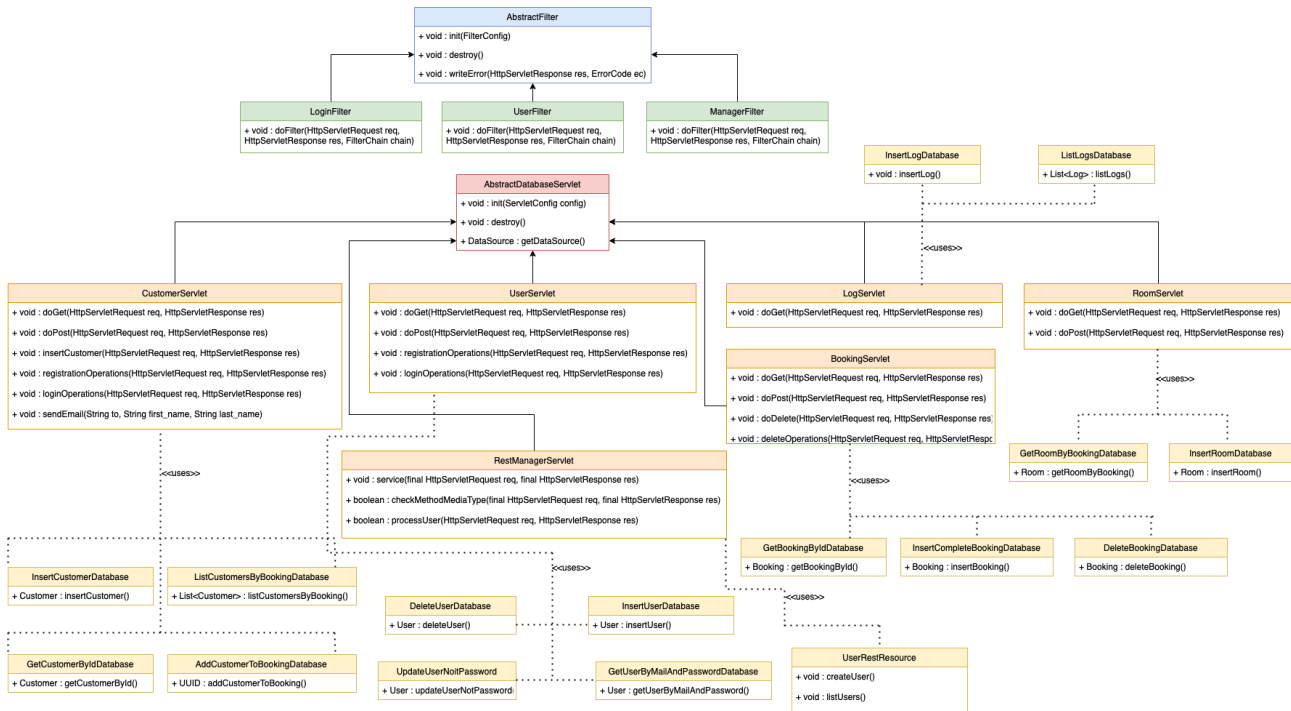 AbstractFilter
+ void : init(FilterConfig)
+ void : destroy()
+ void : writeError(HttpServletResponse res, ErrorCode ec)
LoginFilter
+ void : doFilter(HttpServletRequest req,
HttpServletResponse res, FilterChain chain)
UserFilter
+ void : doFilter(HttpServletRequest req,
HttpServletResponse res, FilterChain chain)
ManagerFilter
+ void : doFilter(HttpServletRequest req,
HttpServletResponse res, FilterChain chain)
InsertLogDatabase
+ void : insertLog()
ListLogsDatabase
+ List<Log> : listLogs()
AbstractDatabaseServlet
+ void : init(ServletConfig config)
+ void : destroy()
+ DataSource : getDataSource()
<<uses>>
CustomerServlet
+ void : doGet(HttpServletRequest req, HttpServletResponse res)
+ void : doPost(HttpServletRequest req, HttpServletResponse res)
+ void : insertCustomer(HttpServletRequest req, HttpServletResponse res)
+ void : registrationOperations(HttpServletRequest req, HttpServletResponse res)
+ void : loginOperations(HttpServletRequest req, HttpServletResponse res)
+ void : sendEmail(String to, String first_name, String last_name)
UserServlet
+ void : doGet(HttpServletRequest req, HttpServletResponse res)
+ void : doPost(HttpServletRequest req, HttpServletResponse res)
+ void : registrationOperations(HttpServletRequest req, HttpServletResponse res)
+ void : loginOperations(HttpServletRequest req, HttpServletResponse res)
LogServlet
+ void : doGet(HttpServletRequest req, HttpServletResponse res)
RoomServlet
+ void : doGet(HttpServletRequest req, HttpServletResponse res)
+ void : doPost(HttpServletRequest req, HttpServletResponse res)
BookingServlet
+ void : doGet(HttpServletRequest req, HttpServletResponse res)
+ void : doPost(HttpServletRequest req, HttpServletResponse res)
+ void : doDelete(HttpServletRequest req, HttpServletResponse res)
+ void : deleteOperations(HttpServletRequest req, HttpServletRespc
<<uses>>
GetRoomByBookingDatabase
+ Room : getRoomByBooking()
InsertRoomDatabase
+ Room : insertRoom()
RestManagerServlet
+ void : service(final HttpServletRequest req, final HttpServletResponse res)
+ boolean : checkMethodMediaType(final HttpServletRequest req, final HttpServletResponse res)
+ boolean : processUser(HttpServletRequest req, HttpServletResponse res)
<<uses>>
<<uses>>
GetBookingByIdDatabase
+ Booking : getBookingById()
InsertCompleteBookingDatabase
+ Booking : insertBooking()
DeleteBookingDatabase
+ Booking : deleteBooking()
InsertCustomerDatabase
+ Customer : insertCustomer()
ListCustomersByBookingDatabase
+ List<Customer> : listCustomersByBooking()
<<uses>>
<<uses>>
DeleteUserDatabase
+ User : deleteUser()
InsertUserDatabase
+ User : insertUser()
GetCustomerByIdDatabase
+ Customer : getCustomerById()
AddCustomerToBookingDatabase
+ UUID : addCustomerToBooking()
UpdateUserNoitPassword
+ User : updateUserNotPassword(
GetUserByMailAndPasswordDatabase
+ User : getUserByMailAndPassword()
UserRestResource
+ void : createUser()
+ void : listUsers()